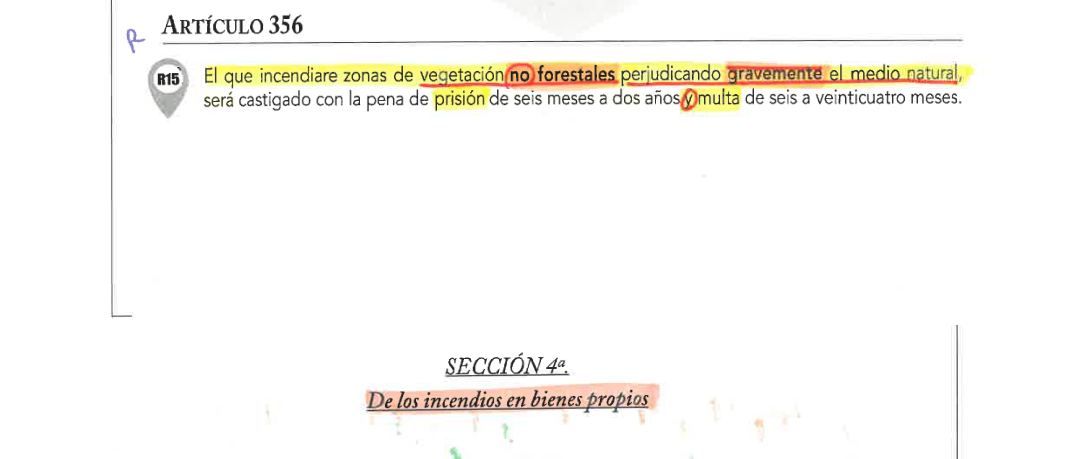 R
ARTÍCULO 356
R15
El que incendiare zonas de vegetación no forestales perjudicando gravemente el medio natural,
será castigado con la pena de prisión de seis meses a dos años y multa de seis a veinticuatro meses.
SECCIÓN 4ª.
De los incendios en bienes propios